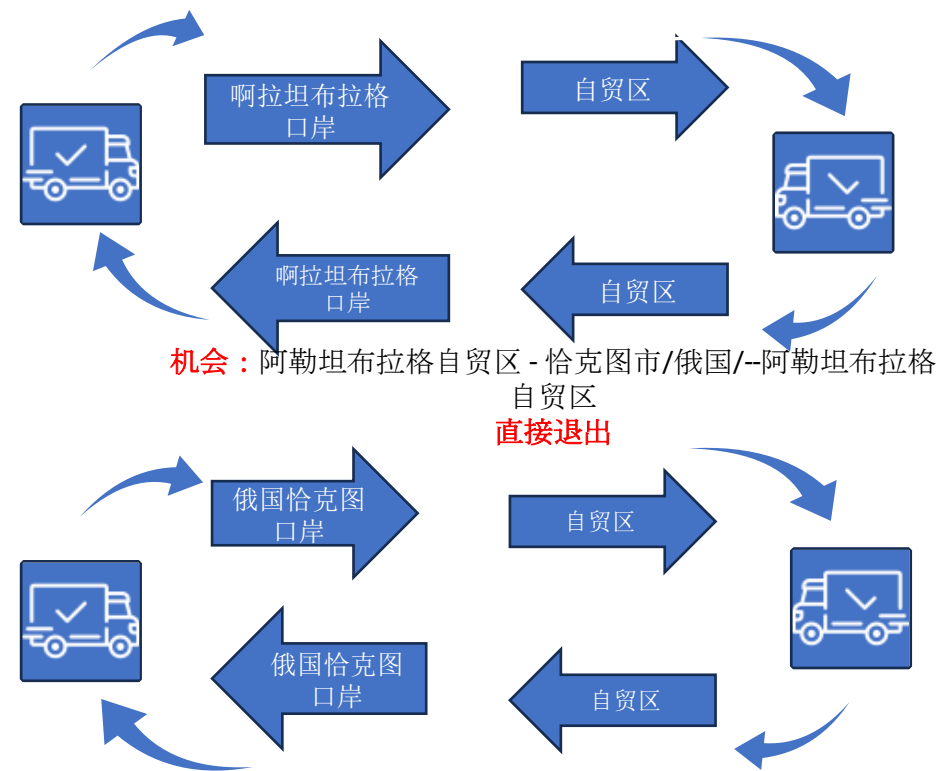 啊拉坦布拉格
口岸
自贸区
啊拉坦布拉格
口岸
自贸区
机会：阿勒坦布拉格自贸区 - 恰克图市/俄国/--阿勒坦布拉格
自贸区
直接退出
俄国恰克图
口岸
自贸区
俄国恰克图
口岸
自贸区